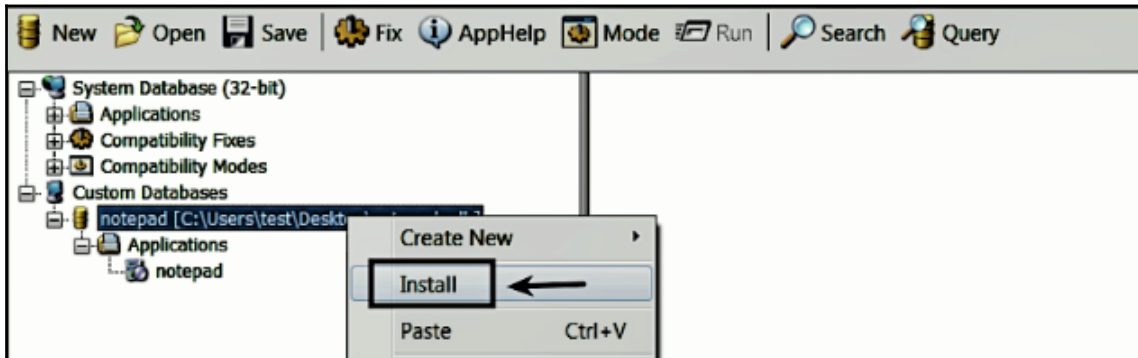 New Open Save Fix AppHelp Mode Run Search Query
System Database (32-bit)
Applications
Compatibility Fixes
Compatibility Modes
Custom Databases
notepad [C:\Users\test\Deskt
Applications
notepad
Create New
Install
Paste Ctrl+V